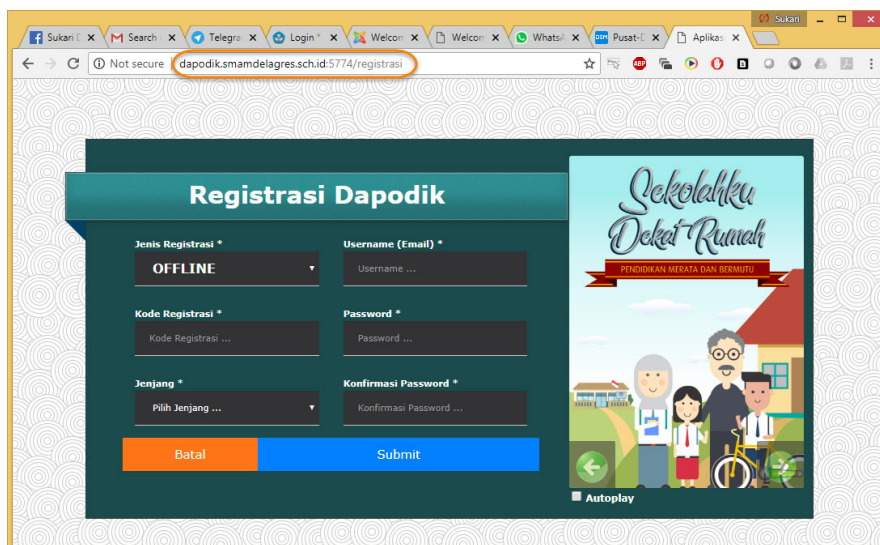 Sukari
Sukari D
Search
Telegra
Login
Welcom
Welcom
WhatsA
Pusat-D
Aplikas
Not secure
dapodik.smamdelagres.sch.id:5774/registrasi
Registrasi Dapodik
Jenis Registrasi *
Username (Email) *
OFFLINE
Username ...
Kode Registrasi *
Password *
Kode Registrasi ...
Password ...
Jenjang *
Konfirmasi Password *
Pilih Jenjang ...
Konfirmasi Password ...
Batal
Submit
Sekolahku
Dekat Rumah
PENDIDIKAN MERATA DAN BERMUTU
Autoplay